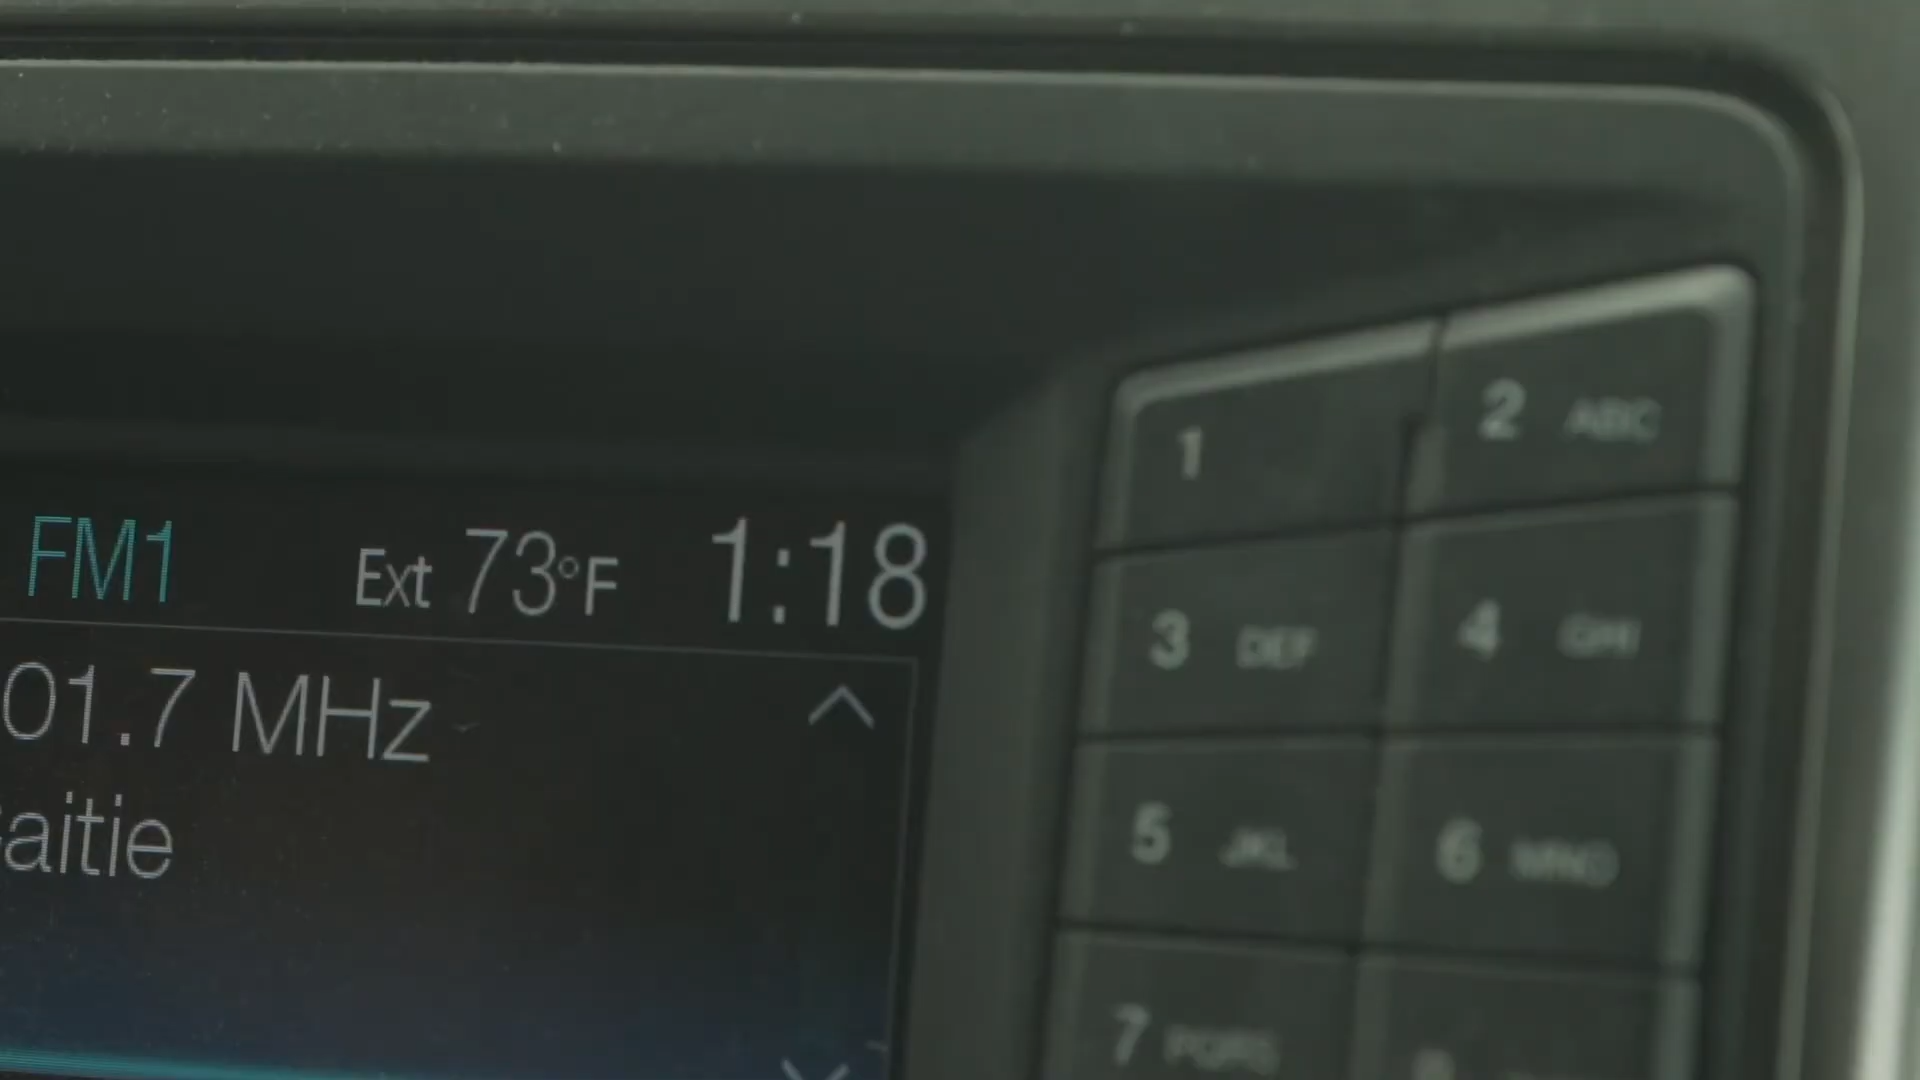 FM1 Ext 73°F 1:18
01.7 MHz
aitie
1
2 ABC
3 DEF
4 GHI
5 JKL
6 MNO
7 PQRS